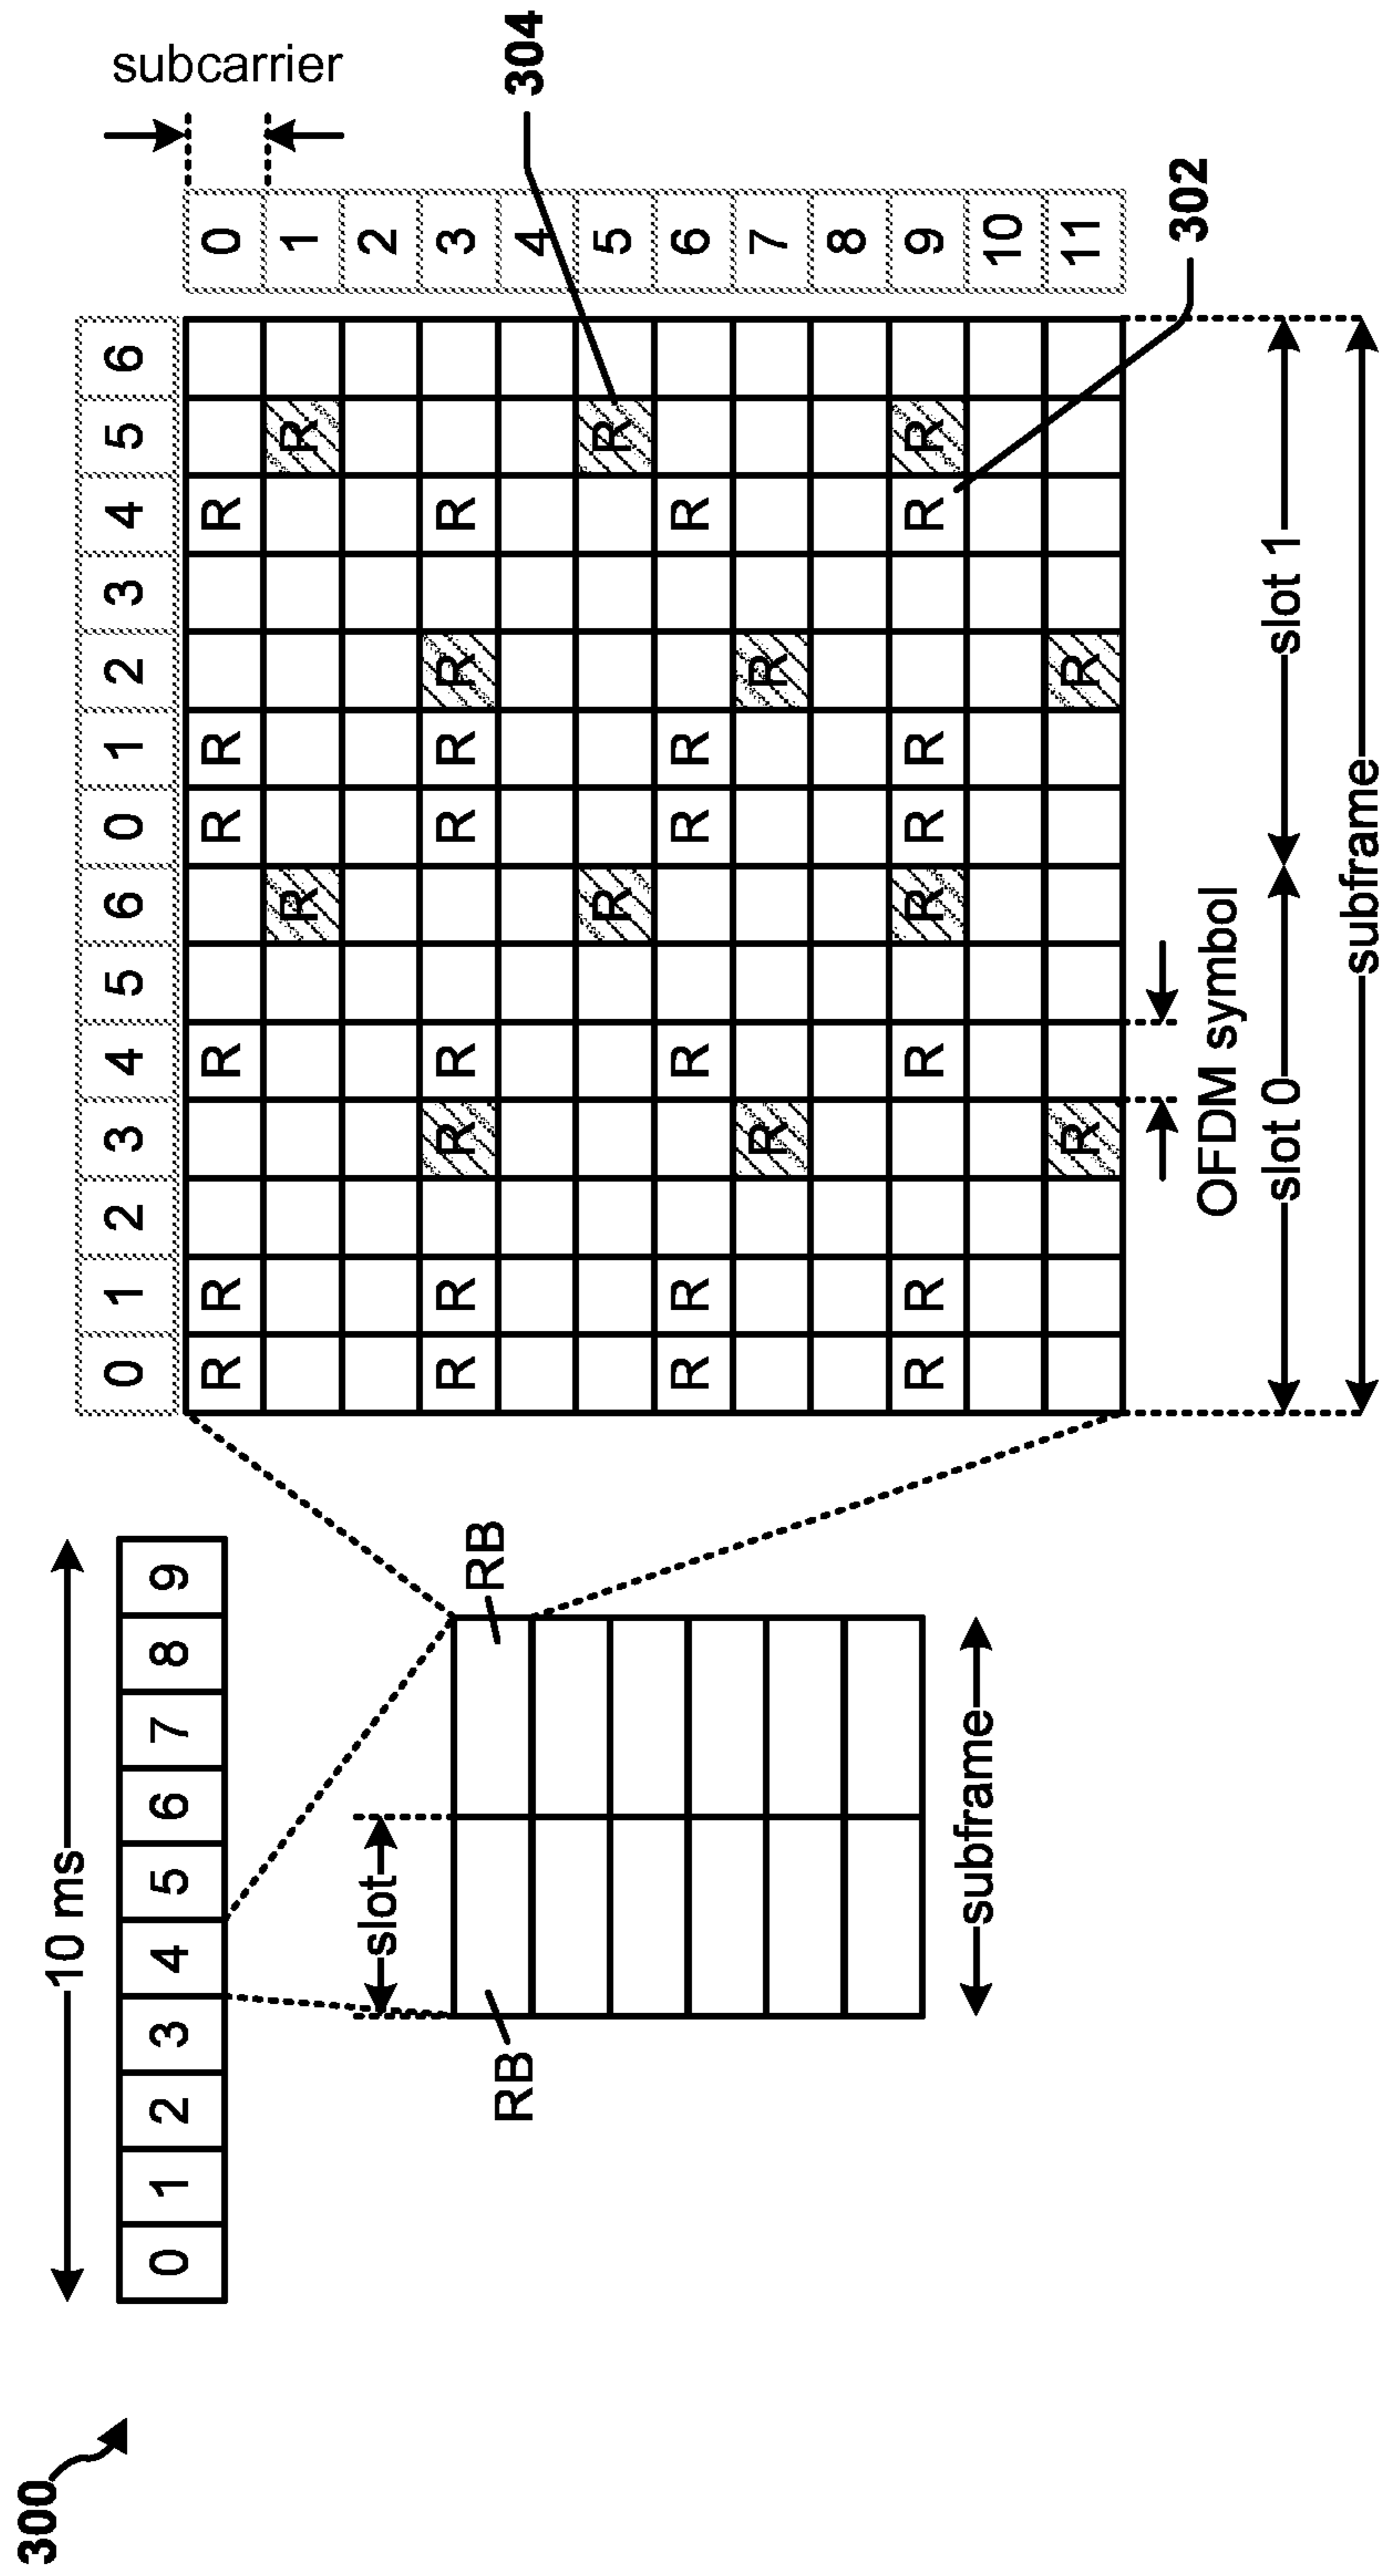 300
10 ms
0 1 2 3 4 5 6 7 8 9
0 1 2 3 4 5 6 0 1 2 3 4 5 6
subcarrier
R R R R R R 0
R R 1
2
R R R R R R R R 3
4
R R 5
R R R R R R 6
R R 7
8
R R R R R R R R 9
10
R R 11
304
302
slot
RB
RB
subframe
OFDM symbol
slot 0
slot 1
subframe